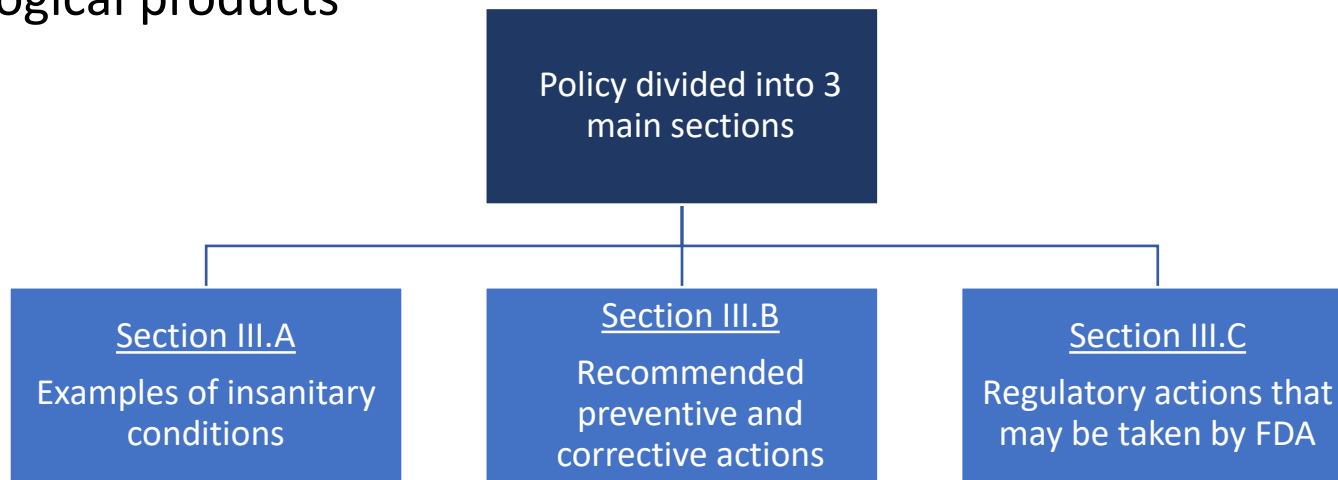 ogical products
Policy divided into 3
main sections
Section III.A
Examples of insanitary
conditions
Section III.B
Recommended
preventive and
corrective actions
Section III.C
Regulatory actions that
may be taken by FDA